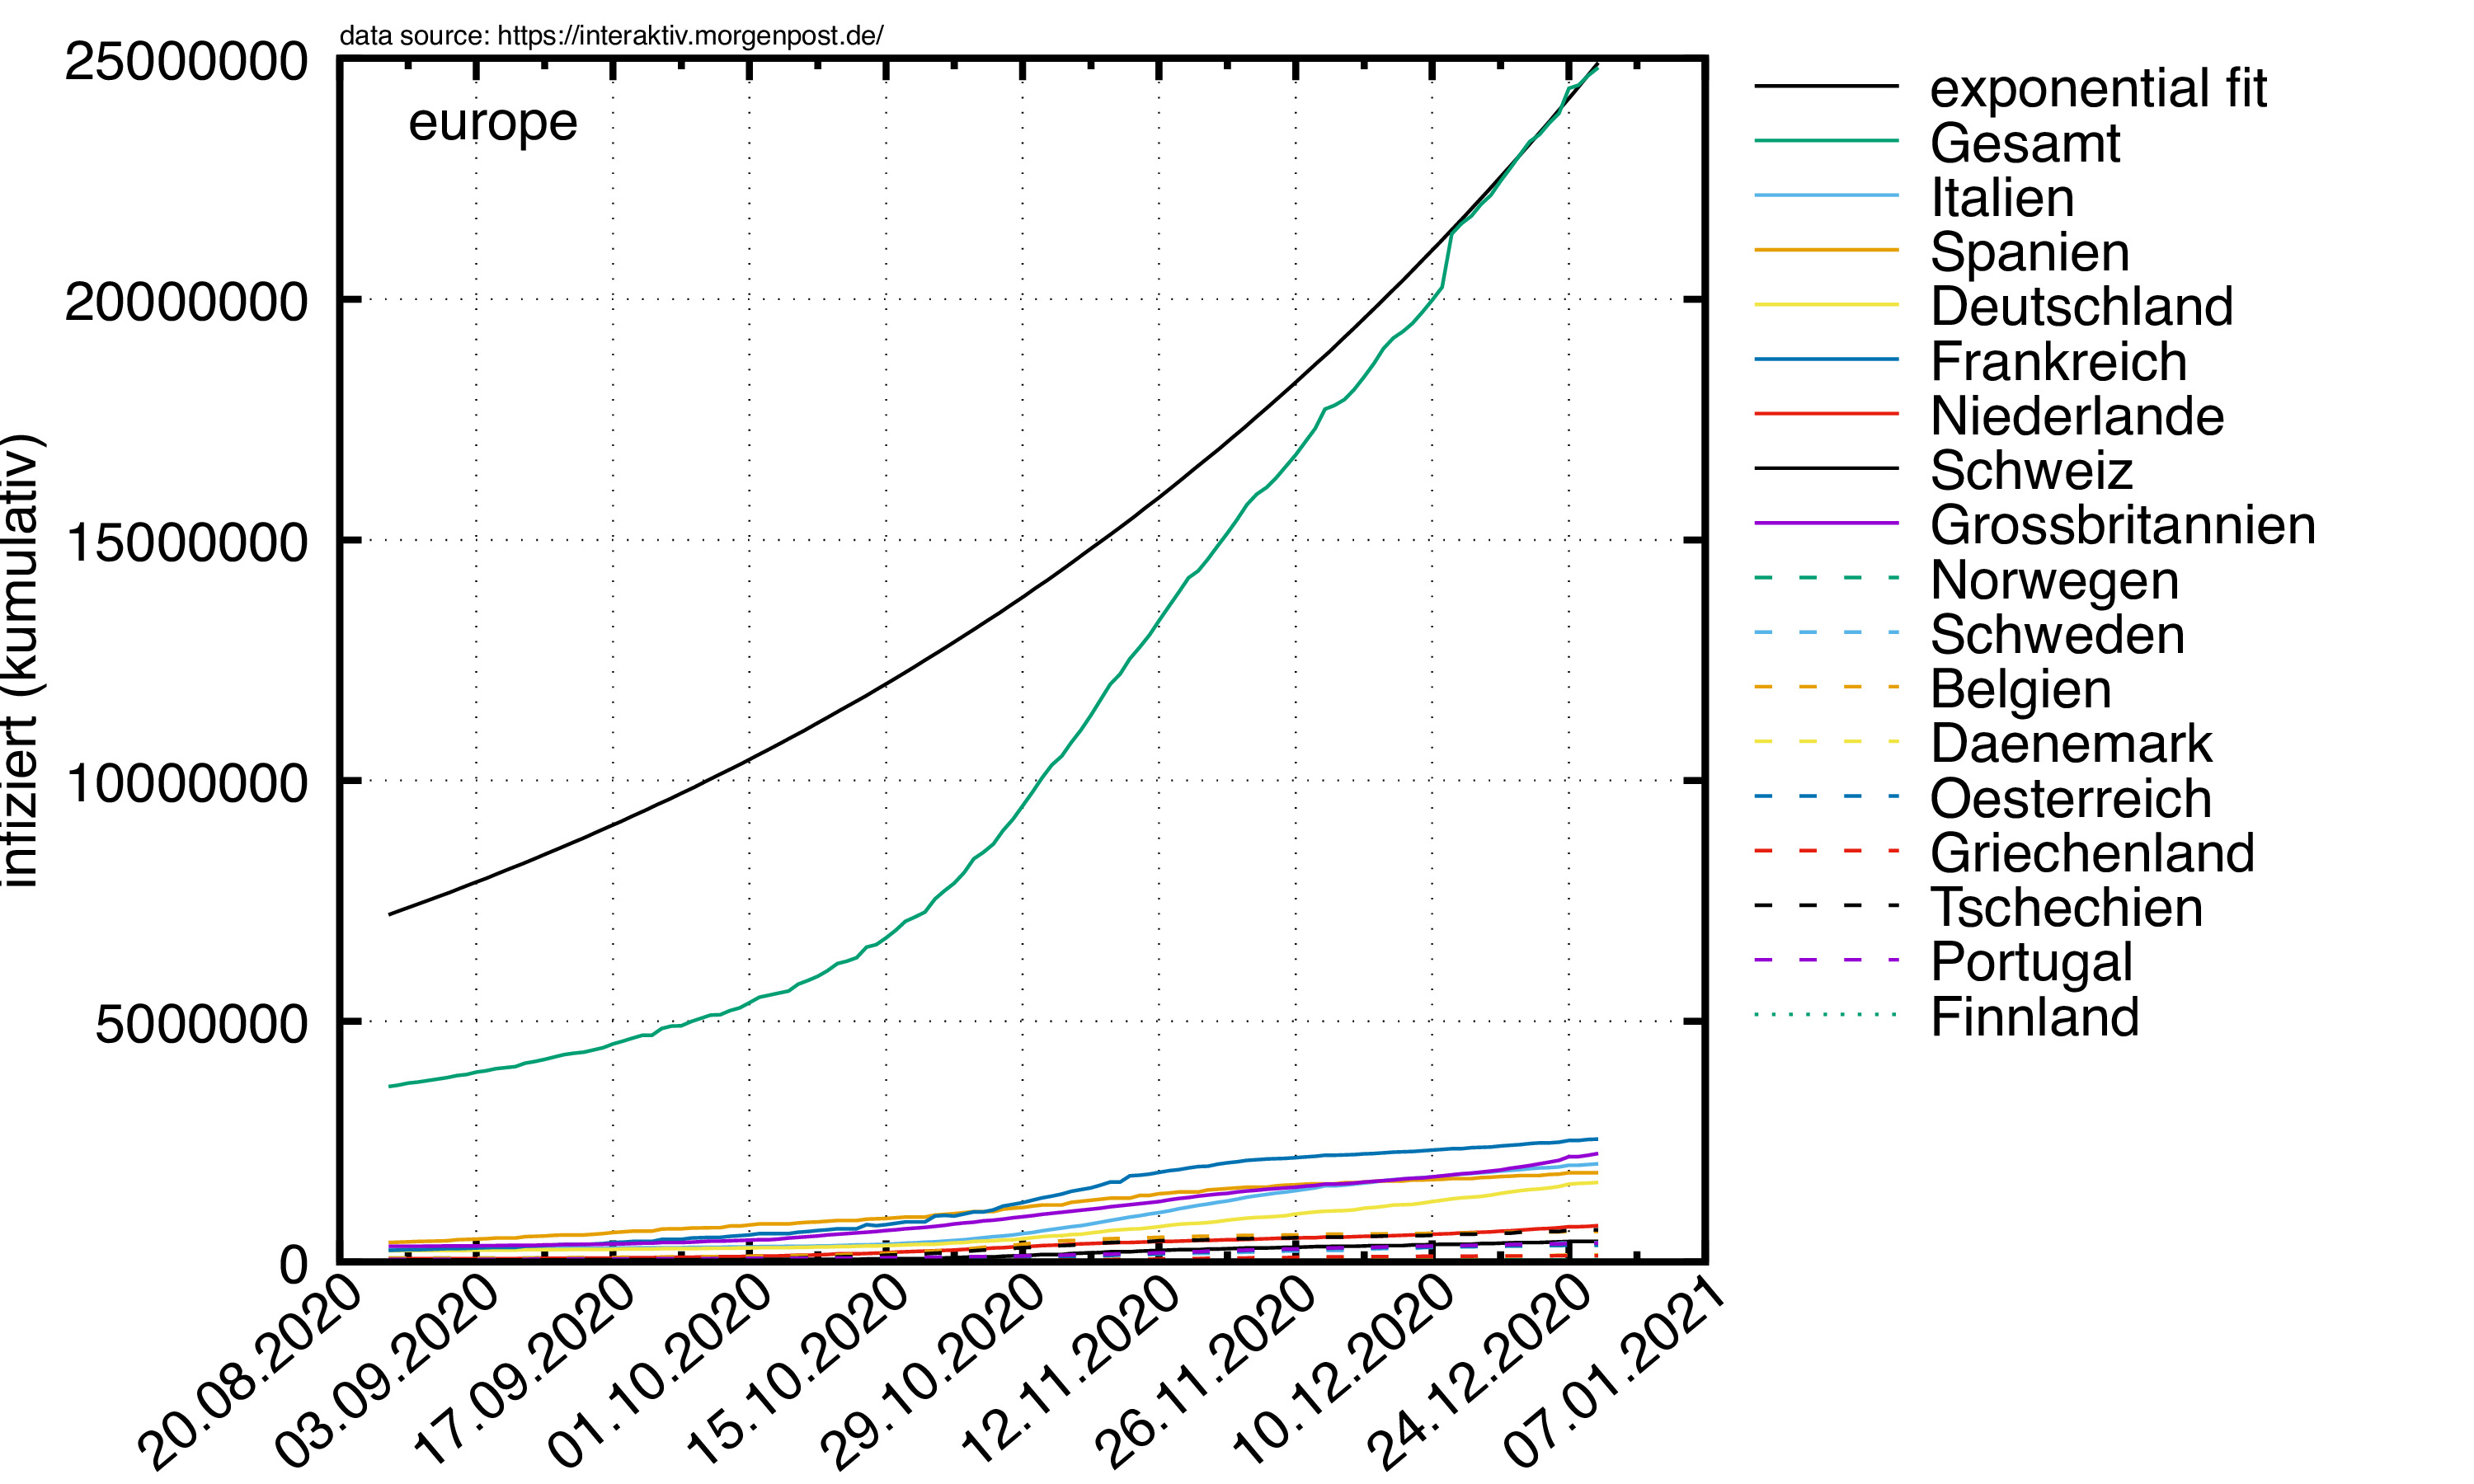 data source: https://interaktiv.morgenpost.de/
europe
infiziert (kumulativ)
25000000
20000000
15000000
10000000
5000000
0
20.08.2020
03.09.2020
17.09.2020
01.10.2020
15.10.2020
29.10.2020
12.11.2020
26.11.2020
10.12.2020
24.12.2020
07.01.2021
exponential fit
Gesamt
Italien
Spanien
Deutschland
Frankreich
Niederlande
Schweiz
Grossbritannien
Norwegen
Schweden
Belgien
Daenemark
Oesterreich
Griechenland
Tschechien
Portugal
Finnland